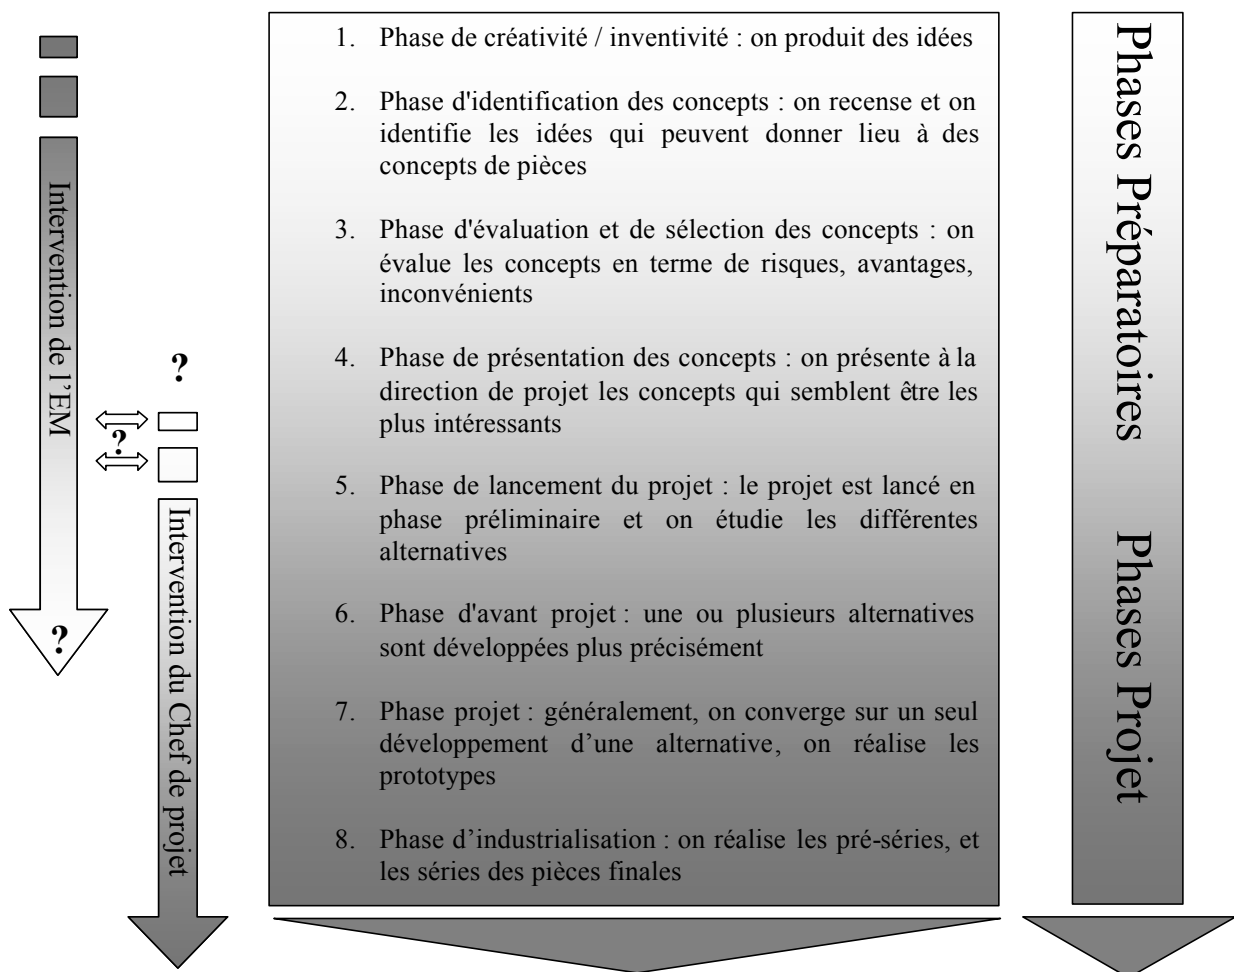 1. Phase de créativité / inventivité : on produit des idées
2. Phase d'identification des concepts : on recense et on
identifie les idées qui peuvent donner lieu à des
concepts de pièces
3. Phase d'évaluation et de sélection des concepts : on
évalue les concepts en terme de risques, avantages,
inconvénients
4. Phase de présentation des concepts : on présente à la
direction de projet les concepts qui semblent être les
plus intéressants
5. Phase de lancement du projet : le projet est lancé en
phase préliminaire et on étudie les différentes
alternatives
6. Phase d'avant projet : une ou plusieurs alternatives
sont développées plus précisément
7. Phase projet : généralement, on converge sur un seul
développement d’une alternative, on réalise les
prototypes
8. Phase d’industrialisation : on réalise les pré-séries, et
les séries des pièces finales
Intervention de l’EM
?
?
?
Intervention du Chef de projet
Phases Préparatoires
Phases Projet